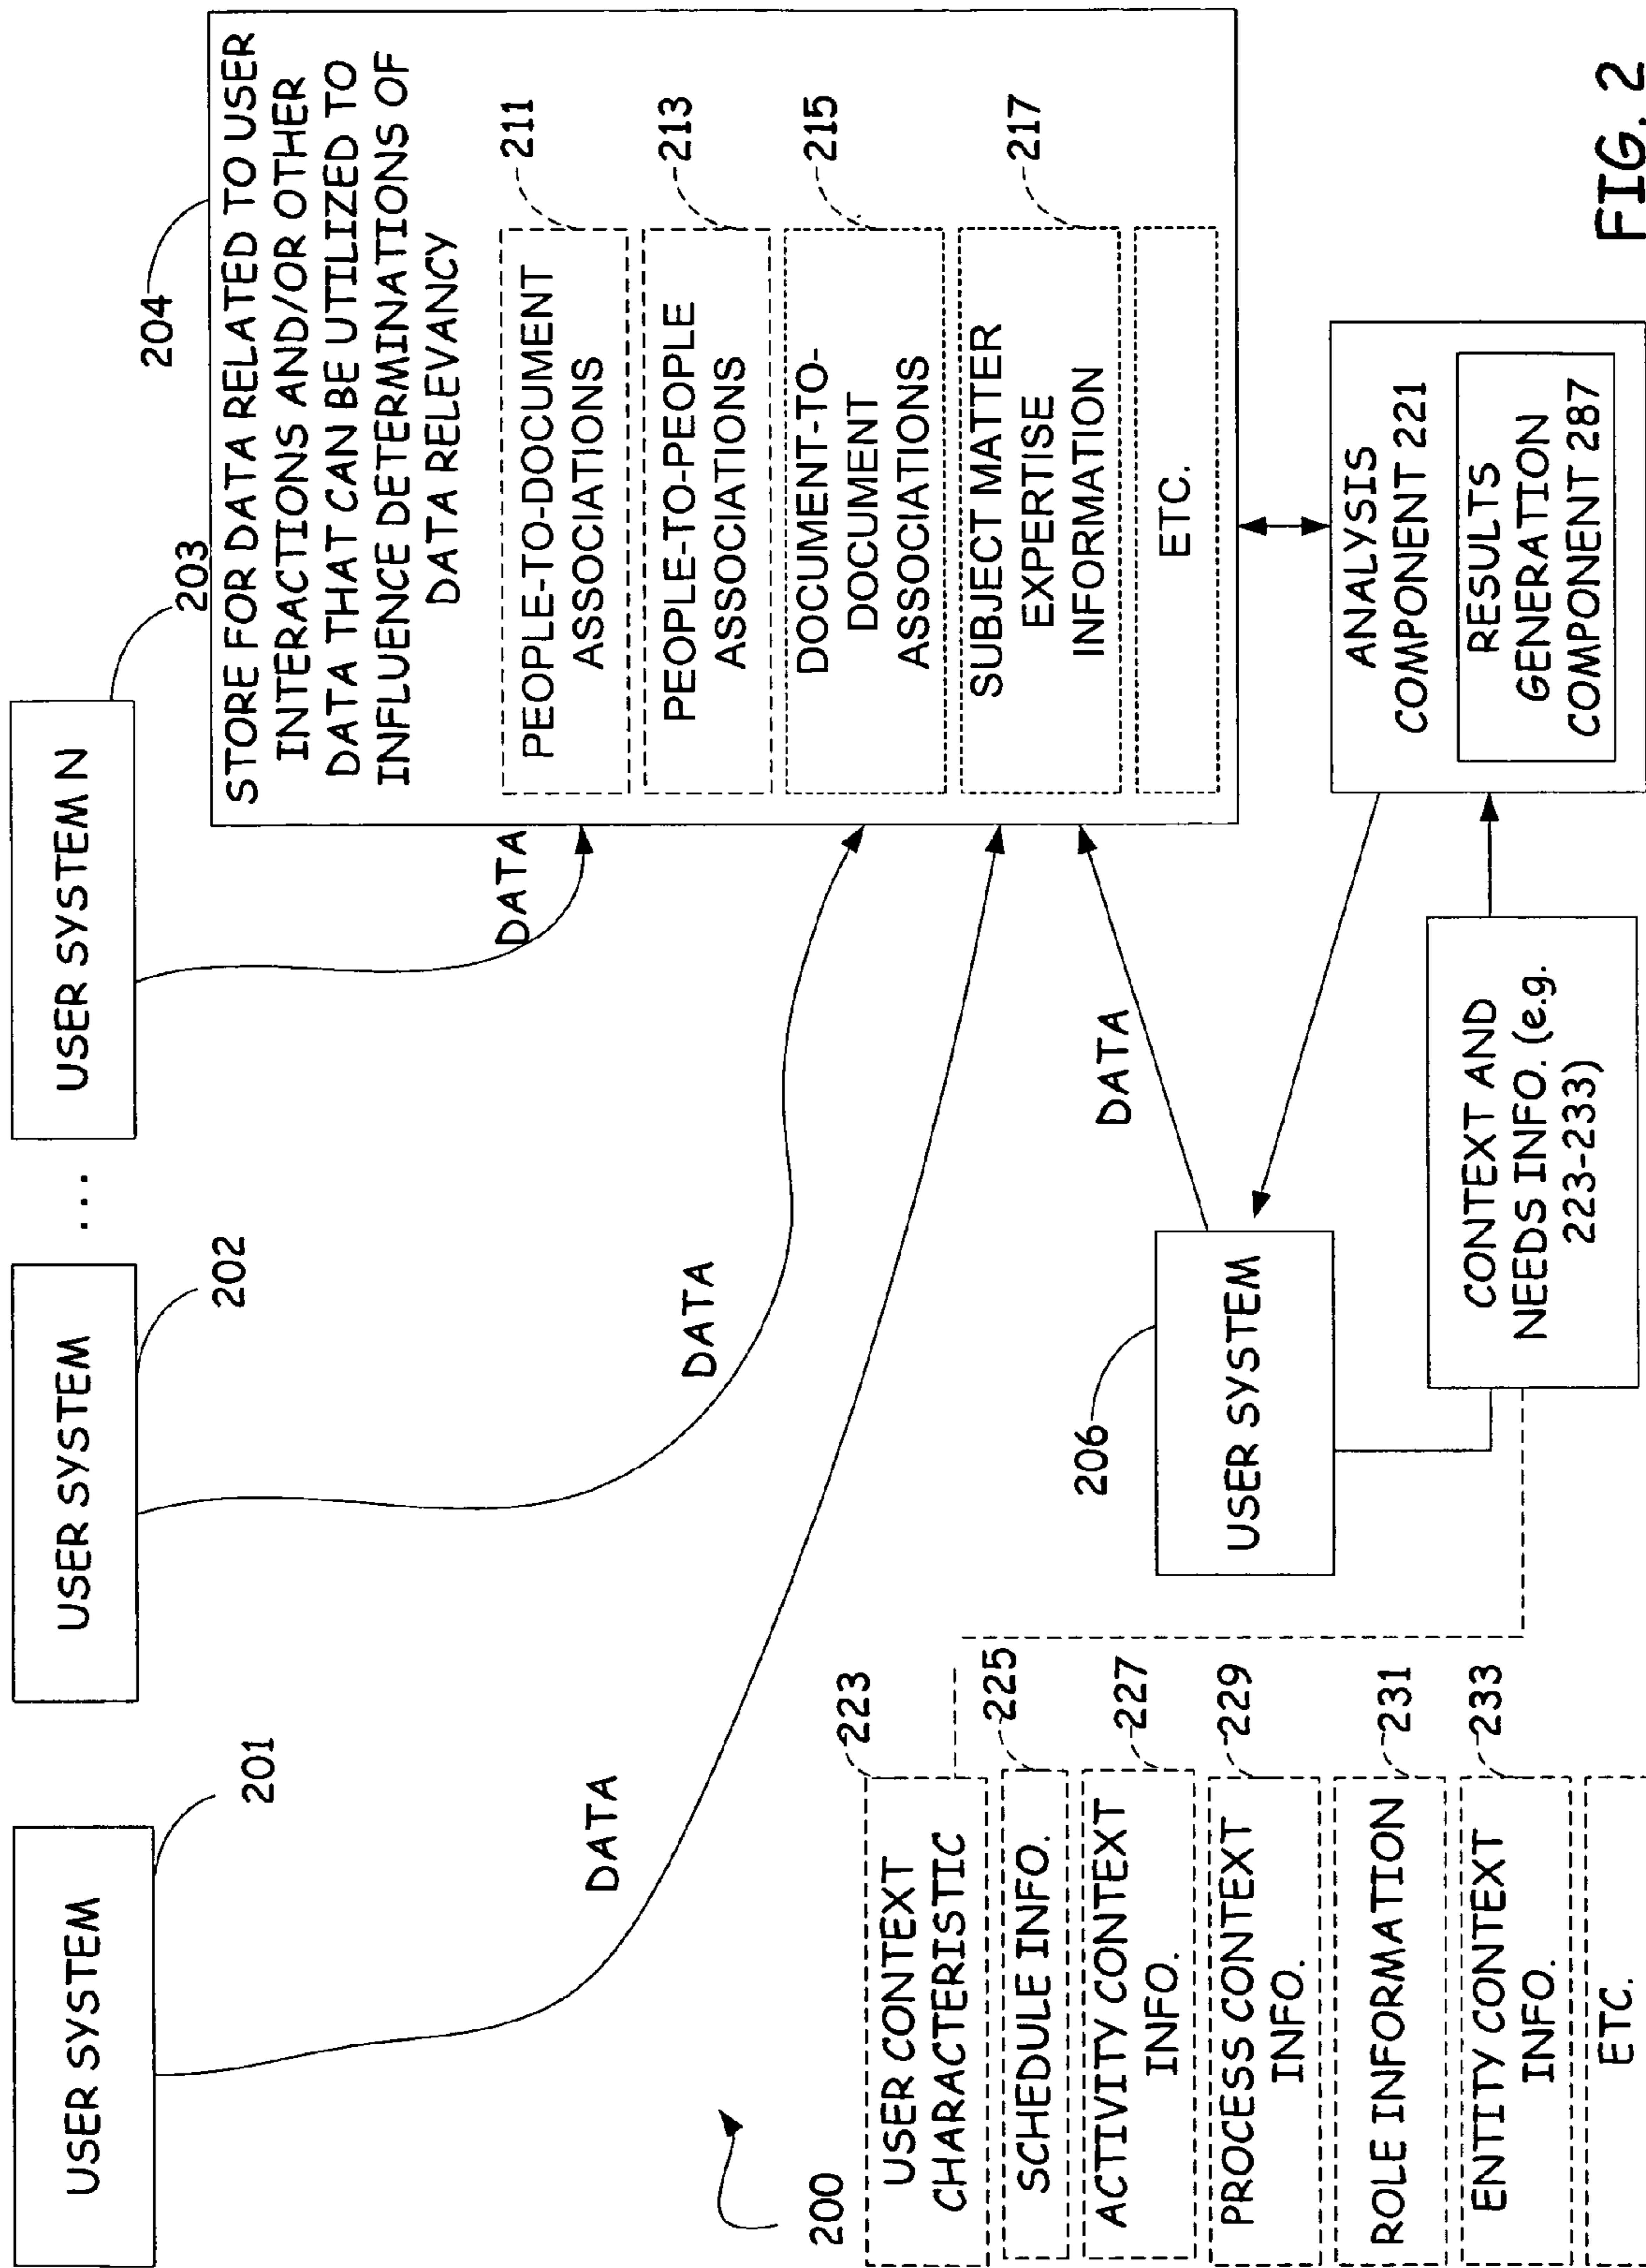 USER SYSTEM
201
USER SYSTEM
202
...
USER SYSTEM N
203
204
STORE FOR DATA RELATED TO USER
INTERACTIONS AND/OR OTHER
DATA THAT CAN BE UTILIZED TO
INFLUENCE DETERMINATIONS OF
DATA RELEVANCY
PEOPLE-TO-DOCUMENT
ASSOCIATIONS
211
PEOPLE-TO-PEOPLE
ASSOCIATIONS
213
DOCUMENT-TO-
DOCUMENT
ASSOCIATIONS
215
SUBJECT MATTER
EXPERTISE
INFORMATION
217
ETC.
DATA
DATA
DATA
DATA
200
USER CONTEXT
CHARACTERISTIC
223
SCHEDULE INFO.
225
ACTIVITY CONTEXT
INFO.
227
PROCESS CONTEXT
INFO.
229
ROLE INFORMATION
231
ENTITY CONTEXT
INFO.
233
ETC.
206
USER SYSTEM
CONTEXT AND
NEEDS INFO. (e.g.
223-233)
ANALYSIS
COMPONENT 221
RESULTS
GENERATION
COMPONENT 287
FIG. 2